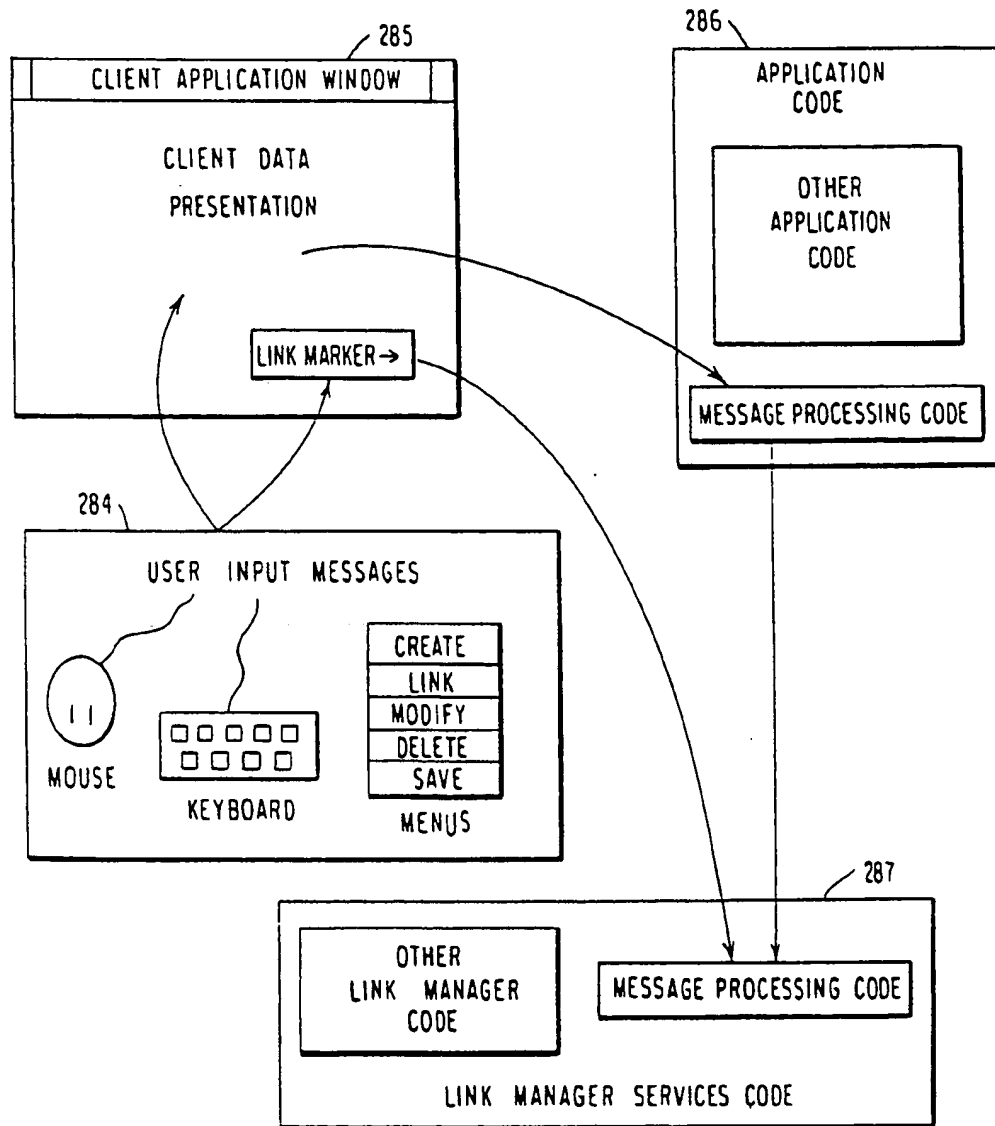 285
CLIENT APPLICATION WINDOW
CLIENT DATA
PRESENTATION
LINK MARKER→
286
APPLICATION
CODE
OTHER
APPLICATION
CODE
MESSAGE PROCESSING CODE
284
USER INPUT MESSAGES
MOUSE
KEYBOARD
CREATE
LINK
MODIFY
DELETE
SAVE
MENUS
287
OTHER
LINK MANAGER
CODE
MESSAGE PROCESSING CODE
LINK MANAGER SERVICES CODE